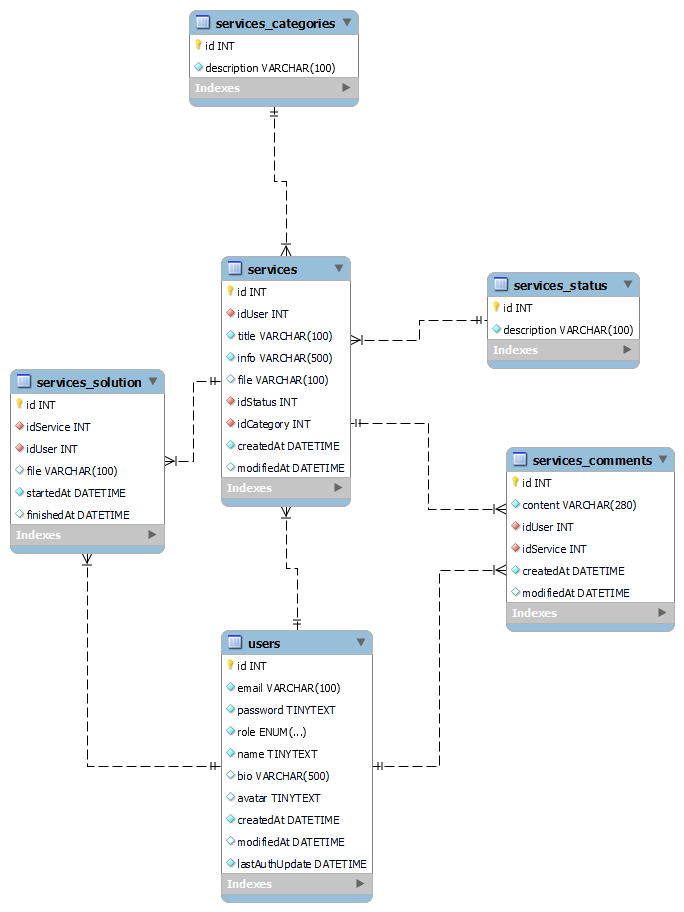 services_categories
id INT
description VARCHAR(100)
Indexes
services
id INT
idUser INT
title VARCHAR(100)
info VARCHAR(500)
file VARCHAR(100)
idStatus INT
idCategory INT
createdAt DATETIME
modifiedAt DATETIME
Indexes
services_status
id INT
description VARCHAR(100)
Indexes
services_solution
id INT
idService INT
idUser INT
file VARCHAR(100)
startedAt DATETIME
finishedAt DATETIME
Indexes
services_comments
id INT
content VARCHAR(280)
idUser INT
idService INT
createdAt DATETIME
modifiedAt DATETIME
Indexes
users
id INT
email VARCHAR(100)
password TINYTEXT
role ENUM(...)
name TINYTEXT
bio VARCHAR(500)
avatar TINYTEXT
createdAt DATETIME
modifiedAt DATETIME
lastAuthUpdate DATETIME
Indexes